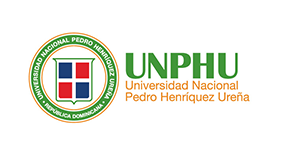 UNIVERSIDAD NACIONAL PEDRO HENRIQUEZ UREÑA
REPÚBLICA DOMINICANA
UNPHU
Universidad Nacional
Pedro Henríquez Ureña